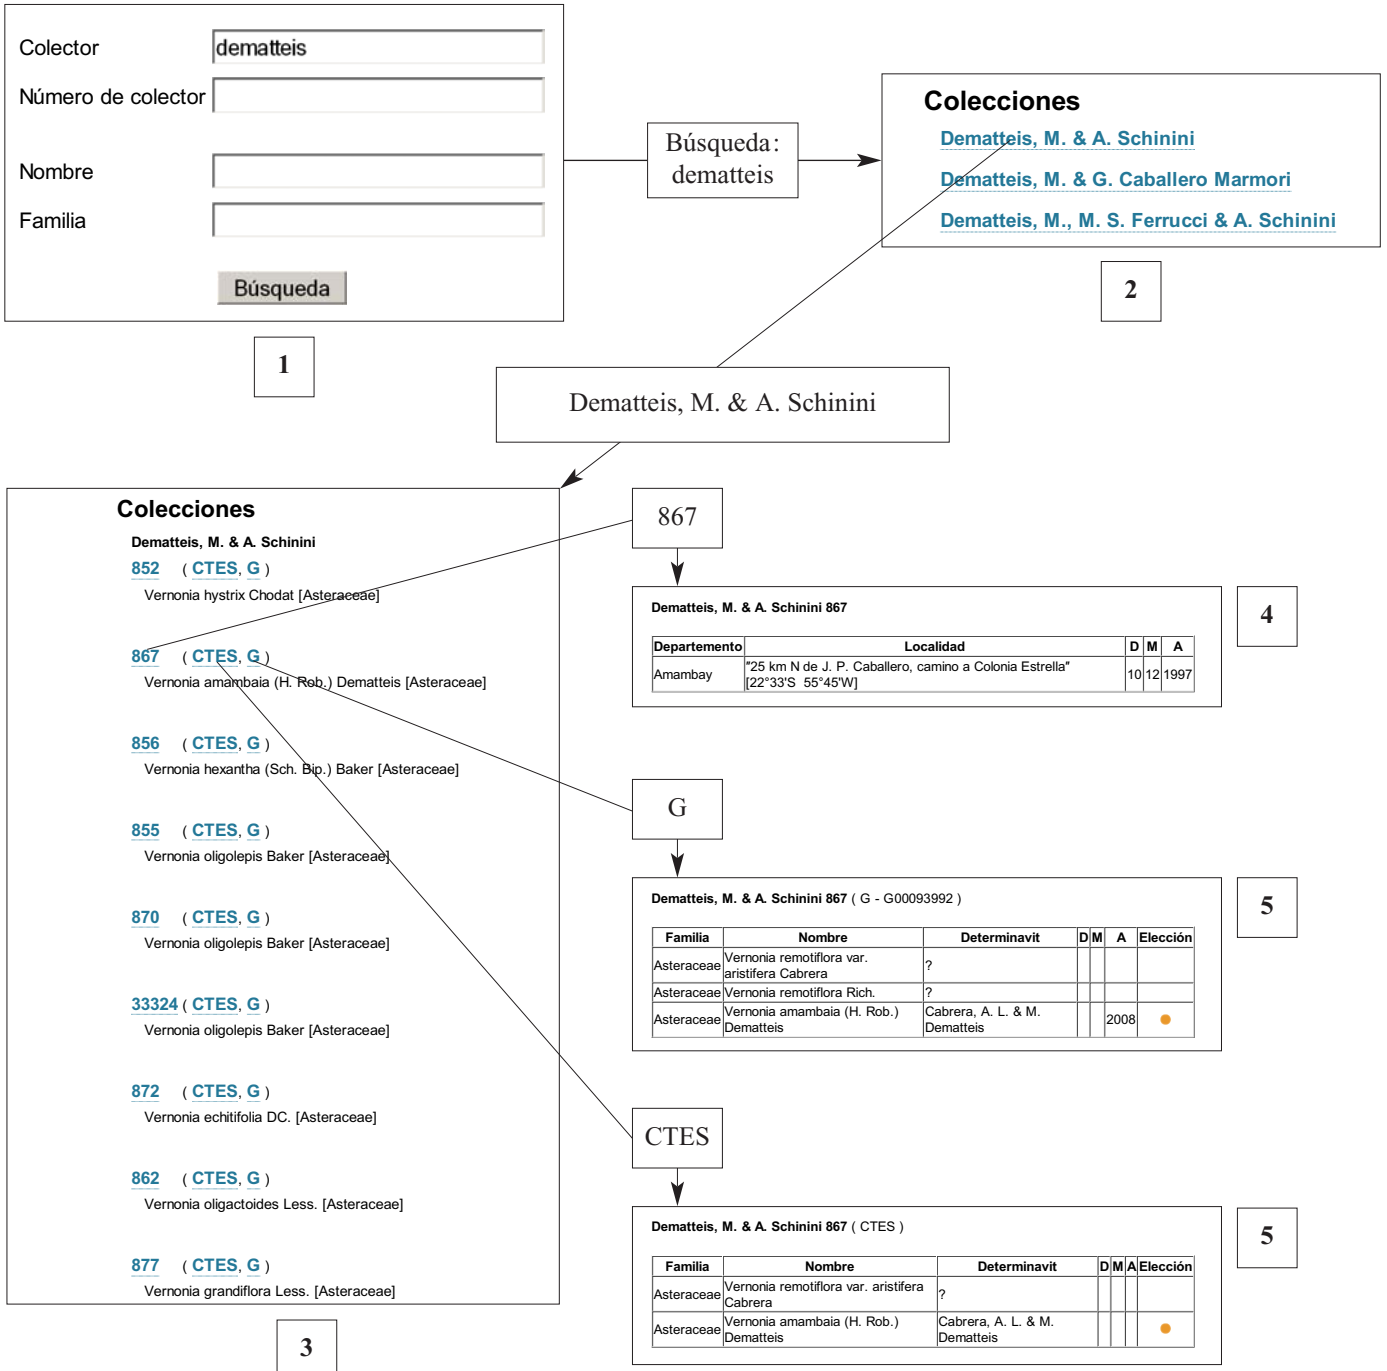 Colector dematteis
Número de colector
Nombre
Familia
Búsqueda
1
Búsqueda:
dematteis
Colecciones
Dematteis, M. & A. Schinini
Dematteis, M. & G. Caballero Marmori
Dematteis, M., M. S. Ferrucci & A. Schinini
2
Dematteis, M. & A. Schinini
Colecciones
Dematteis, M. & A. Schinini
852 ( CTES, G )
Vernonia hystrix Chodat [Asteraceae]
867 ( CTES, G )
Vernonia amambaia (H. Rob.) Dematteis [Asteraceae]
856 ( CTES, G )
Vernonia hexantha (Sch. Bip.) Baker [Asteraceae]
855 ( CTES, G )
Vernonia oligolepis Baker [Asteraceae]
870 ( CTES, G )
Vernonia oligolepis Baker [Asteraceae]
33324 ( CTES, G )
Vernonia oligolepis Baker [Asteraceae]
872 ( CTES, G )
Vernonia echitifolia DC. [Asteraceae]
862 ( CTES, G )
Vernonia oligactoides Less. [Asteraceae]
877 ( CTES, G )
Vernonia grandiflora Less. [Asteraceae]
3
867
Dematteis, M. & A. Schinini 867
Departamento Localidad D M A
Amambay "25 km N de J. P. Caballero, camino a Colonia Estrella" 10 12 1997
[22°33'S 55°45'W]
4
G
Dematteis, M. & A. Schinini 867 ( G - G00093992 )
Familia Nombre Determinavit D M A Elección
Asteraceae Vernonia remotiflora var. ?
aristifera Cabrera
Asteraceae Vernonia remotiflora Rich. ?
Asteraceae Vernonia amambaia (H. Rob.) Cabrera, A. L. & M. 2008
Dematteis Dematteis
5
CTES
Dematteis, M. & A. Schinini 867 ( CTES )
Familia Nombre Determinavit D M A Elección
Asteraceae Vernonia remotiflora var. aristifera ?
Cabrera
Asteraceae Vernonia amambaia (H. Rob.) Cabrera, A. L. & M.
Dematteis Dematteis
5